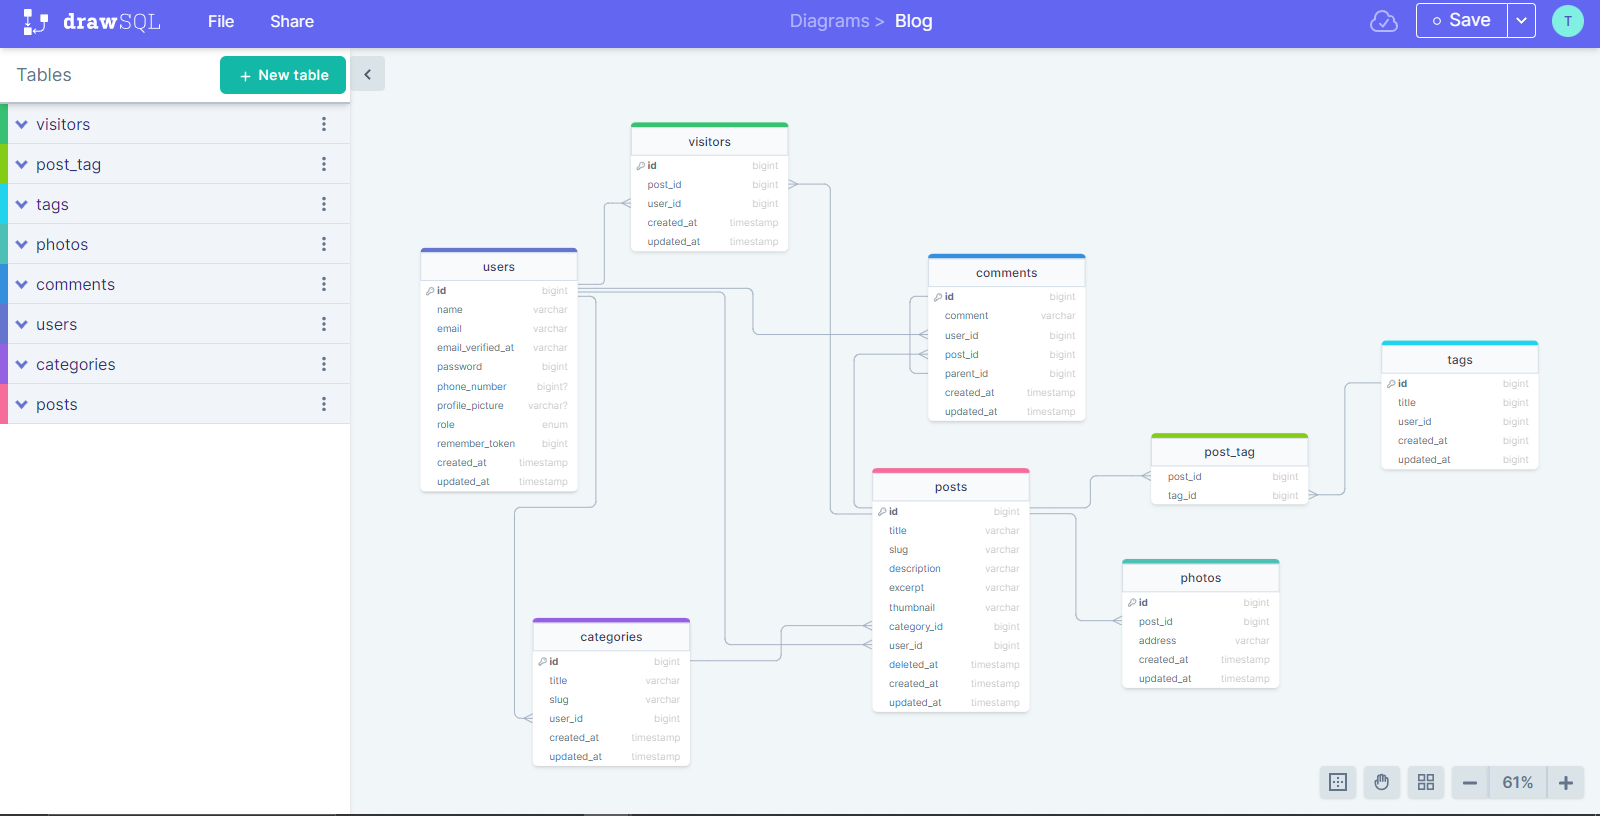 drawSQL File Share Diagrams > Blog Save T
Tables + New table
visitors
post_tag
tags
photos
comments
users
categories
posts
visitors
id bigint
post_id bigint
user_id bigint
created_at timestamp
updated_at timestamp
users
id bigint
name varchar
email varchar
email_verified_at varchar
password bigint
phone_number bigint?
profile_picture varchar?
role enum
remember_token bigint
created_at timestamp
updated_at timestamp
comments
id bigint
comment varchar
user_id bigint
post_id bigint
parent_id bigint
created_at timestamp
updated_at timestamp
tags
id bigint
title bigint
user_id bigint
created_at bigint
updated_at bigint
post_tag
post_id bigint
tag_id bigint
posts
id bigint
title varchar
slug varchar
description varchar
excerpt varchar
thumbnail varchar
category_id bigint
user_id bigint
deleted_at timestamp
created_at timestamp
updated_at timestamp
photos
id bigint
post_id bigint
address varchar
created_at timestamp
updated_at timestamp
categories
id bigint
title varchar
slug varchar
user_id bigint
created_at timestamp
updated_at timestamp
61%